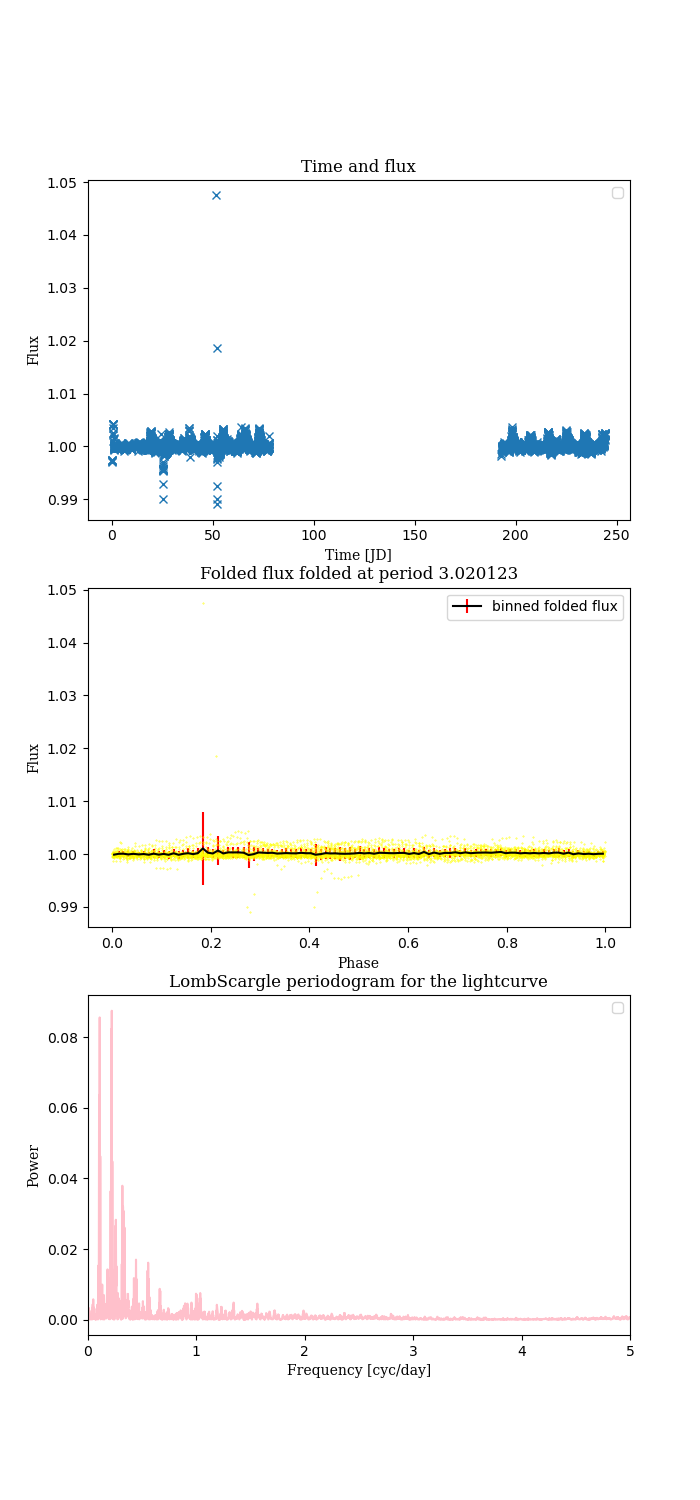 Time and flux
1.05
1.04
1.03
1.02
1.01
1.00
0.99
Flux
0 50 100 150 200 250
Time [JD]
Folded flux folded at period 3.020123
1.05
1.04
1.03
1.02
1.01
1.00
0.99
Flux
binned folded flux
0.0 0.2 0.4 0.6 0.8 1.0
Phase
LombScargle periodogram for the lightcurve
0.08
0.06
0.04
0.02
0.00
Power
0 1 2 3 4 5
Frequency [cyc/day]